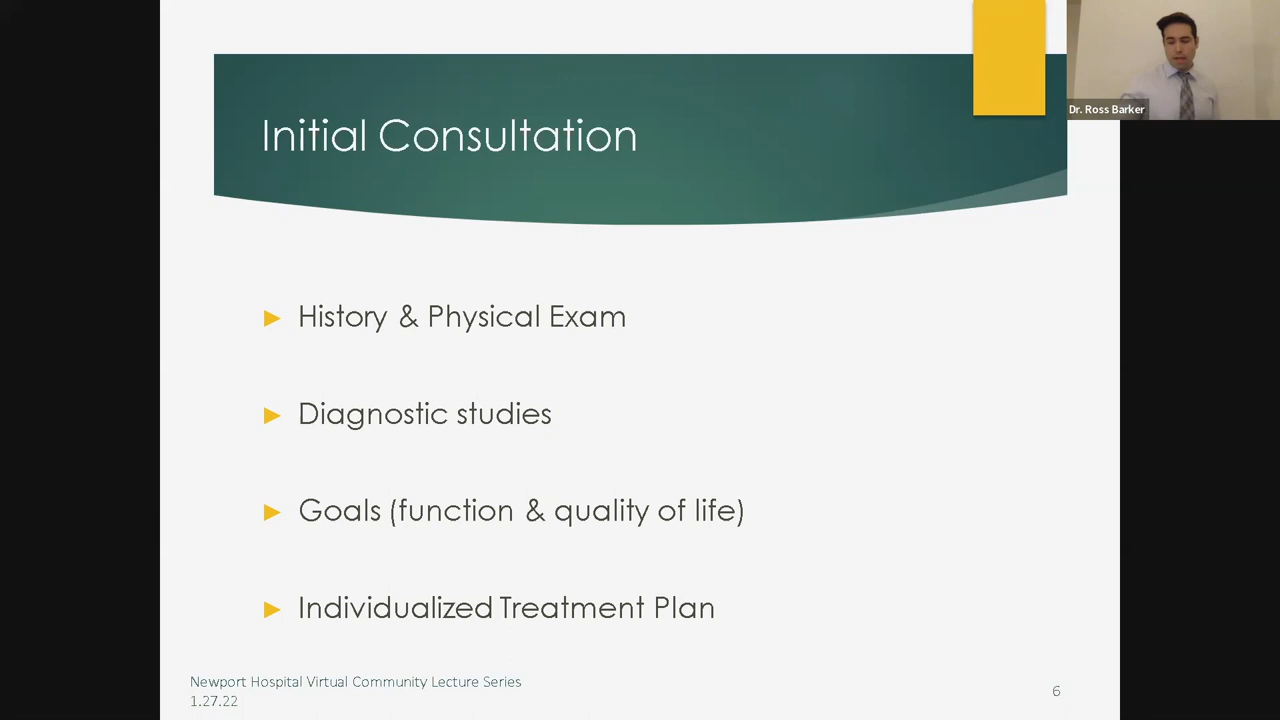 Initial Consultation
Dr. Ross Barker
► History & Physical Exam
► Diagnostic studies
► Goals (function & quality of life)
► Individualized Treatment Plan
Newport Hospital Virtual Community Lecture Series
1.27.22
6